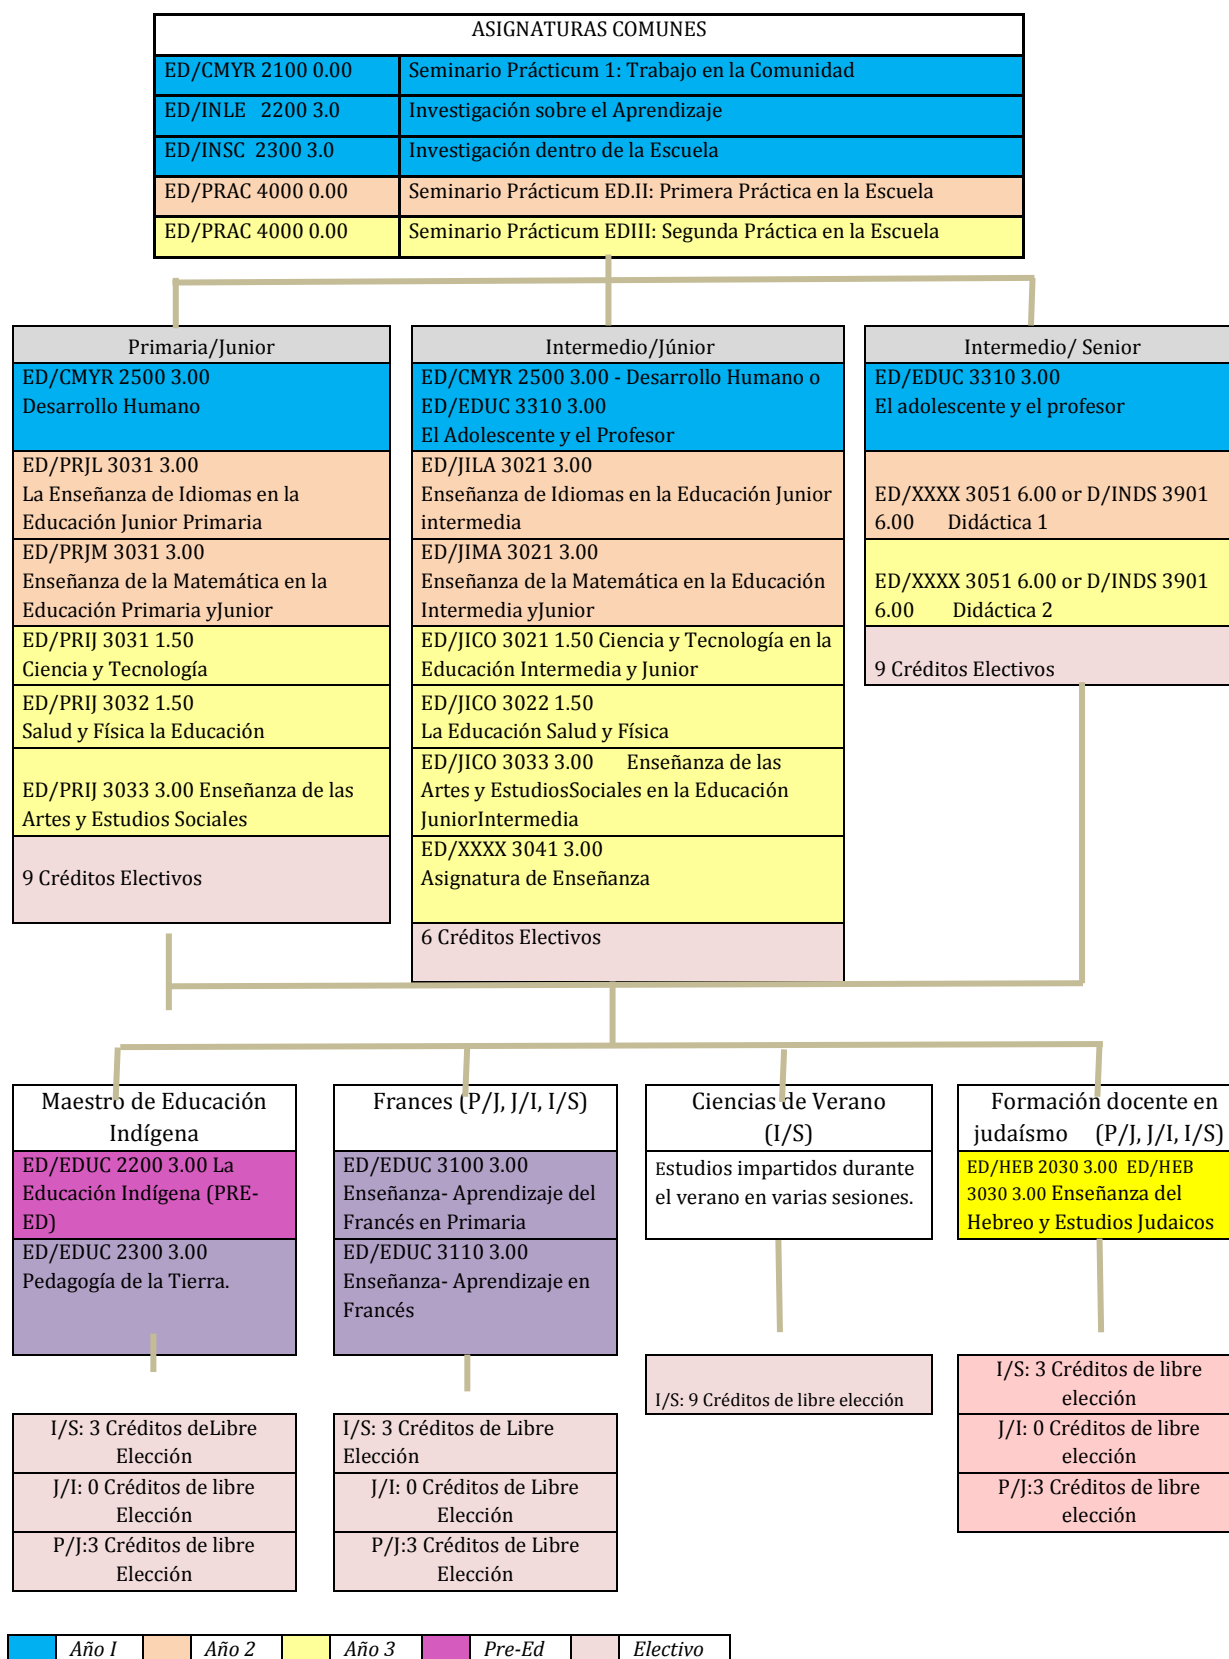 ASIGNATURAS COMUNES
ED/CMYR 2100 0.00 Seminario Prácticum 1: Trabajo en la Comunidad
ED/INLE 2200 3.0 Investigación sobre el Aprendizaje
ED/INSC 2300 3.0 Investigación dentro de la Escuela
ED/PRAC 4000 0.00 Seminario Prácticum ED.II: Primera Práctica en la Escuela
ED/PRAC 4000 0.00 Seminario Prácticum EDIII: Segunda Práctica en la Escuela
Primaria/Junior
ED/CMYR 2500 3.00
Desarrollo Humano
ED/PRJL 3031 3.00
La Enseñanza de Idiomas en la
Educación Junior Primaria
ED/PRJM 3031 3.00
Enseñanza de la Matemática en la
Educación Primaria yJunior
ED/PRIJ 3031 1.50
Ciencia y Tecnología
ED/PRIJ 3032 1.50
Salud y Física la Educación
ED/PRIJ 3033 3.00 Enseñanza de las
Artes y Estudios Sociales
9 Créditos Electivos
Intermedio/Júnior
ED/CMYR 2500 3.00 - Desarrollo Humano o
ED/EDUC 3310 3.00
El Adolescente y el Profesor
ED/JILA 3021 3.00
Enseñanza de Idiomas en la Educación Junior
intermedia
ED/JIMA 3021 3.00
Enseñanza de la Matemática en la Educación
Intermedia yJunior
ED/JICO 3021 1.50 Ciencia y Tecnología en la
Educación Intermedia y Junior
ED/JICO 3022 1.50
La Educación Salud y Física
ED/JICO 3033 3.00 Enseñanza de las
Artes y EstudiosSociales en la Educación
JuniorIntermedia
ED/XXXX 3041 3.00
Asignatura de Enseñanza
6 Créditos Electivos
Intermedio/ Senior
ED/EDUC 3310 3.00
El adolescente y el profesor
ED/XXXX 3051 6.00 or D/INDS 3901
6.00 Didáctica 1
ED/XXXX 3051 6.00 or D/INDS 3901
6.00 Didáctica 2
9 Créditos Electivos
Maestro de Educación
Indígena
ED/EDUC 2200 3.00 La
Educación Indígena (PRE-
ED)
ED/EDUC 2300 3.00
Pedagogía de la Tierra.
I/S: 3 Créditos deLibre
Elección
J/I: 0 Créditos de libre
Elección
P/J:3 Créditos de libre
Elección
Frances (P/J, J/I, I/S)
ED/EDUC 3100 3.00
Enseñanza- Aprendizaje del
Francés en Primaria
ED/EDUC 3110 3.00
Enseñanza- Aprendizaje en
Francés
I/S: 3 Créditos de Libre
Elección
J/I: 0 Créditos de Libre
Elección
P/J:3 Créditos de Libre
Elección
Ciencias de Verano
(I/S)
Estudios impartidos durante
el verano en varias sesiones.
I/S: 9 Créditos de libre elección
Formación docente en
judaísmo (P/J, J/I, I/S)
ED/HEB 2030 3.00 ED/HEB
3030 3.00 Enseñanza del
Hebreo y Estudios Judaicos
I/S: 3 Créditos de libre
elección
J/I: 0 Créditos de libre
elección
P/J:3 Créditos de libre
elección
Año I Año 2 Año 3 Pre-Ed Electivo